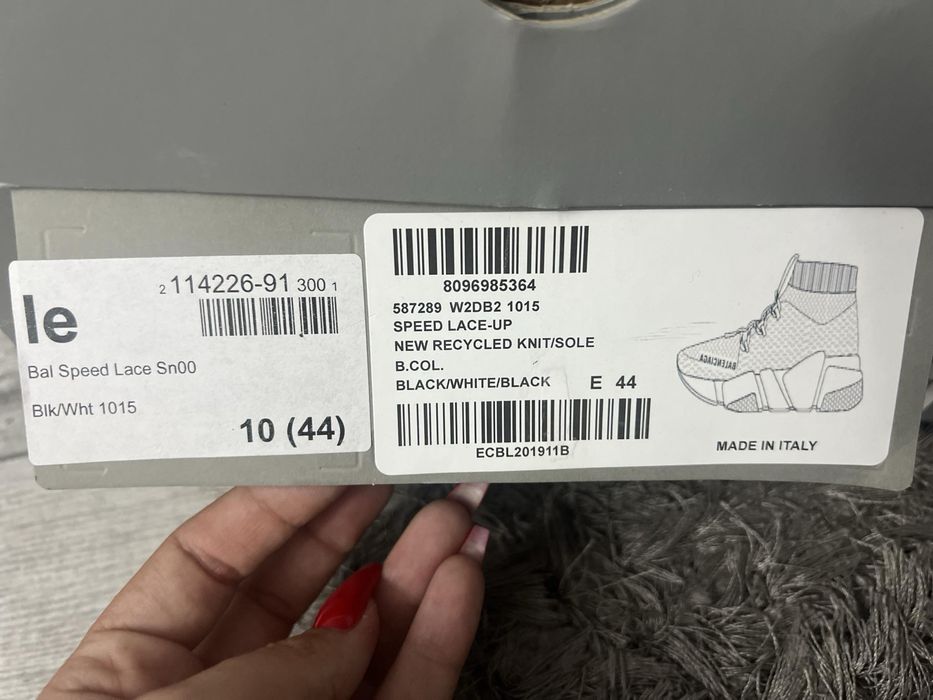 le
2 114226-91 300 1
Bal Speed Lace Sn00
Blk/Wht 1015
10 (44)
8096985364
587289 W2DB2 1015
SPEED LACE-UP
NEW RECYCLED KNIT/SOLE
B.COL.
BLACK/WHITE/BLACK E 44
ECBL201911B
BALENCIAGA
MADE IN ITALY